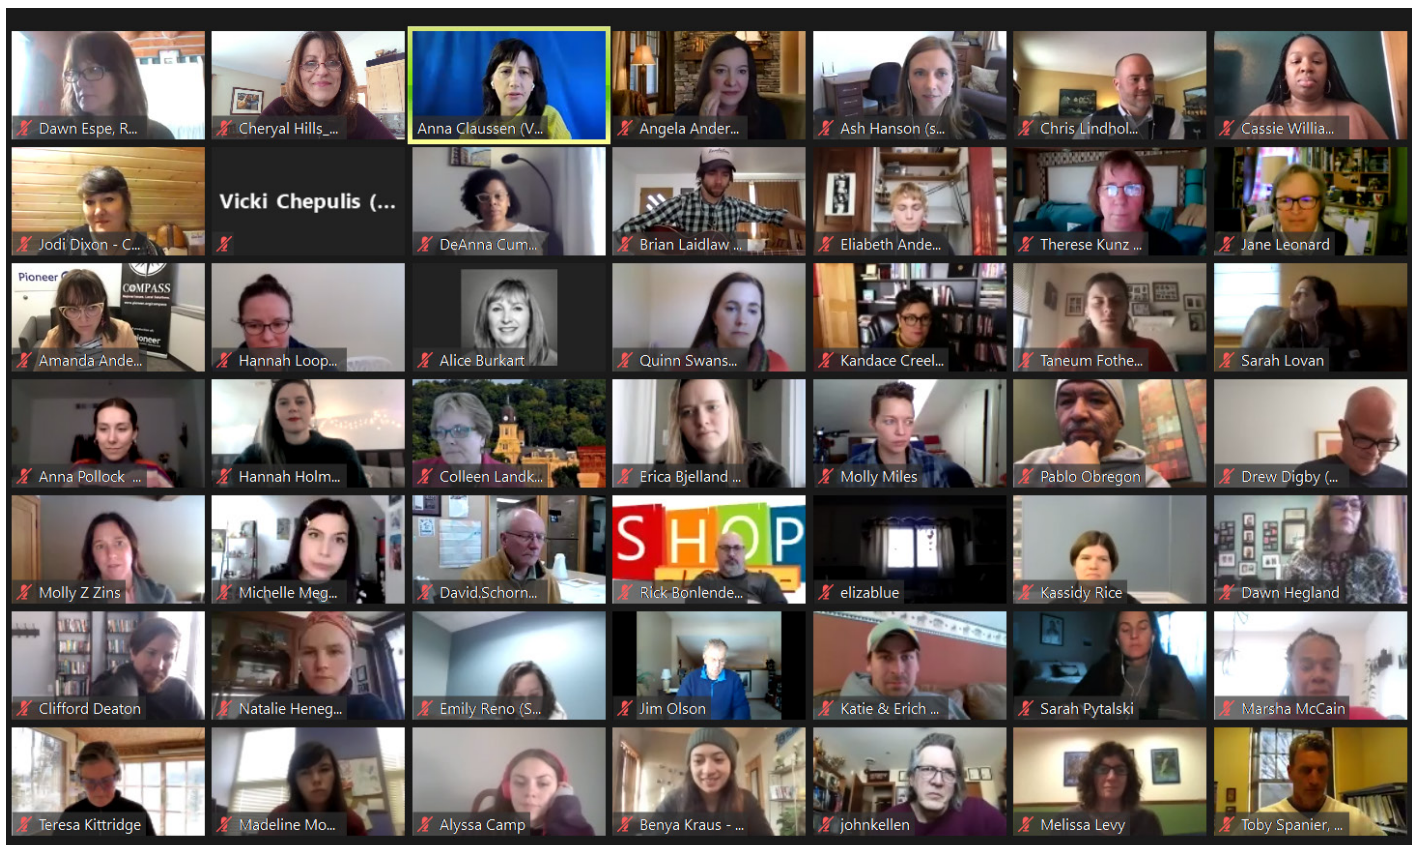 Dawn Espe, R...
Cheryal Hills_...
Anna Claussen (V...
Angela Ander...
Ash Hanson (s...
Chris Lindhol...
Cassie Willia...
Jodi Dixon - C...
Vicki Chepulis (...
DeAnna Cum...
Brian Laidlaw ...
Eliabeth Ande...
Therese Kunz ...
Jane Leonard
Pioneer
COMPASS
Amanda Ande...
Hannah Loop...
Alice Burkart
Quinn Swans...
Kandace Creel...
Taneum Fothe...
Sarah Lovan
Anna Pollock ...
Hannah Holm...
Colleen Landk...
Erica Bjelland ...
Molly Miles
Pablo Obregon
Drew Digby (...
SHOP
Molly Z Zins
Michelle Meg...
David.Schorn...
Rick Bonlende...
elizablue
Kassidy Rice
Dawn Hegland
Clifford Deaton
Natalie Heneg...
Emily Reno (S...
Jim Olson
Katie & Erich ...
Sarah Pytalski
Marsha McCain
Teresa Kittridge
Madeline Mo...
Alyssa Camp
Benya Kraus - ...
johnkellen
Melissa Levy
Toby Spanier, ...